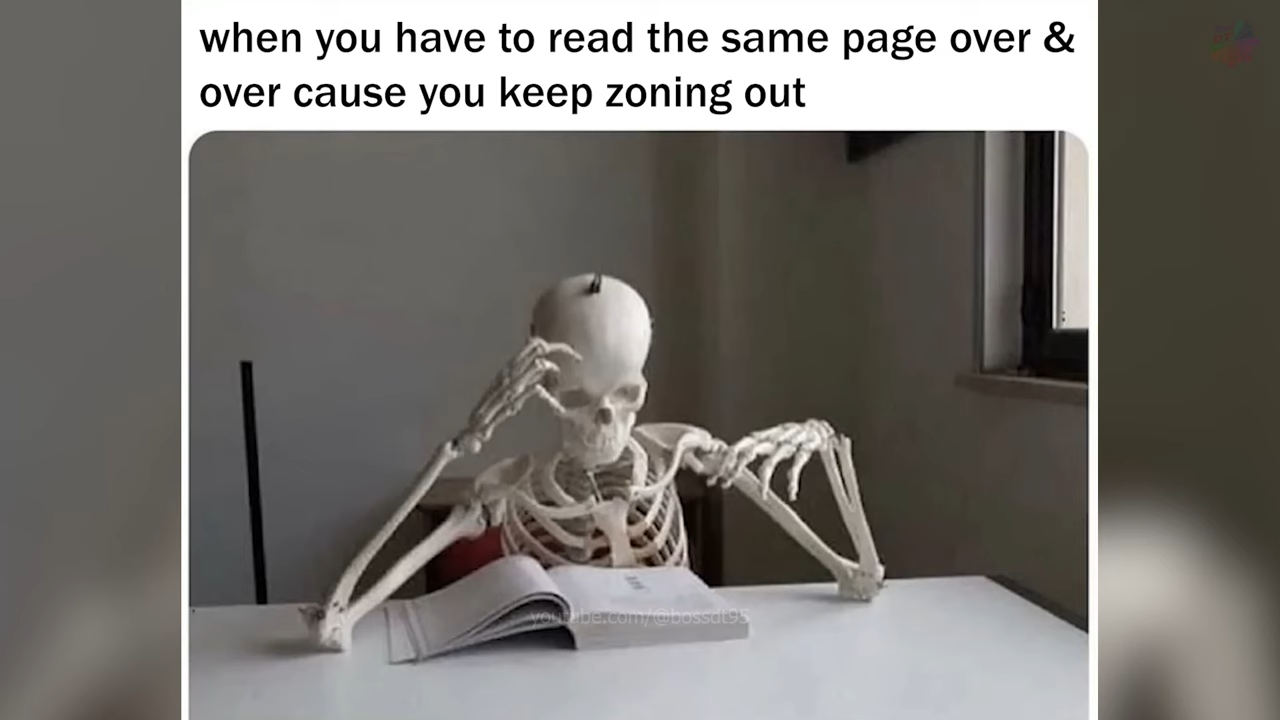 when you have to read the same page over &
over cause you keep zoning out
youtube.com/@bossdt95